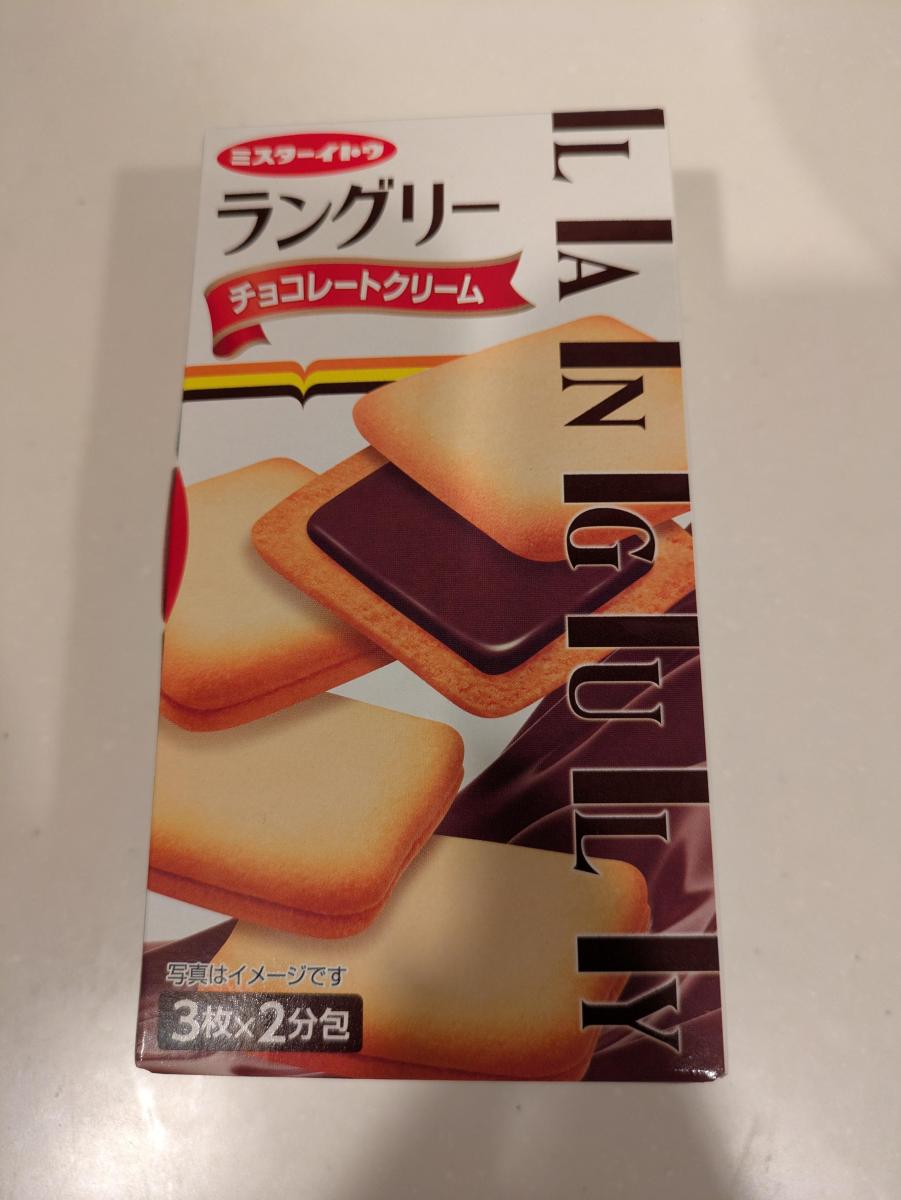 ミスターイトウ
ラングリー
チョコレートクリーム
LANGULLY
写真はイメージです
3枚×2分包